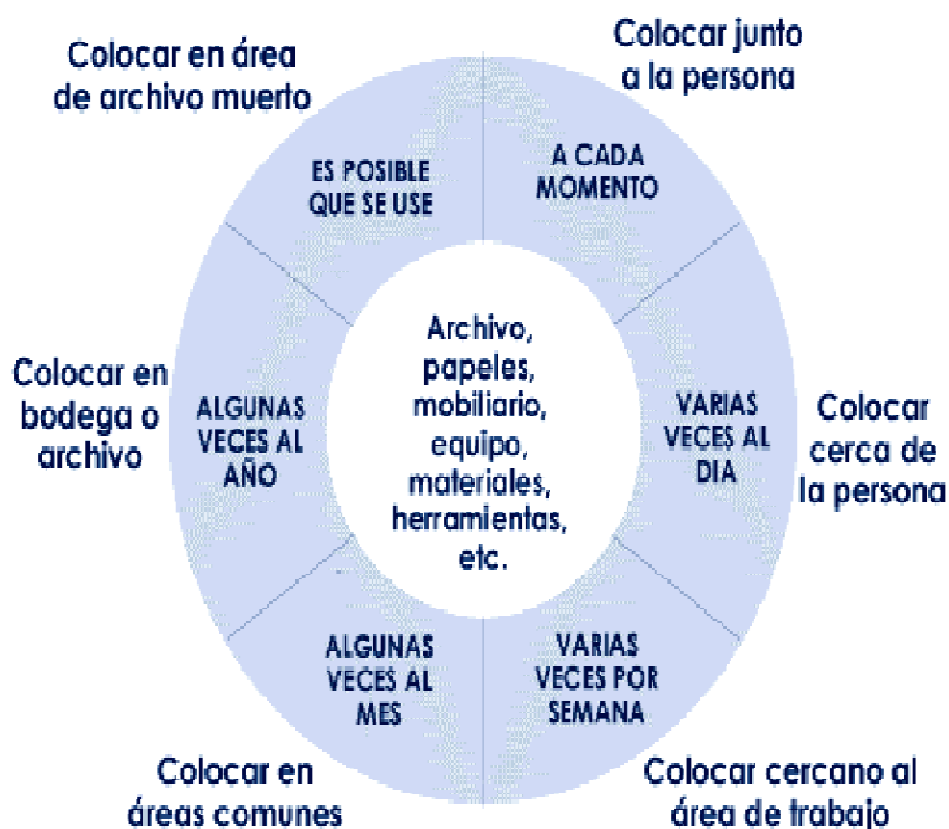 Colocar junto
a la persona
A CADA
MOMENTO
Colocar
cerca de
la persona
VARIAS
VECES AL
DIA
Colocar cercano al
área de trabajo
VARIAS
VECES POR
SEMANA
Colocar en
áreas comunes
ALGUNAS
VECES AL
MES
Colocar en
bodega o
archivo
ALGUNAS
VECES AL
AÑO
Colocar en área
de archivo muerto
ES POSIBLE
QUE SE USE
Archivo,
papeles,
mobiliario,
equipo,
materiales,
herramientas,
etc.